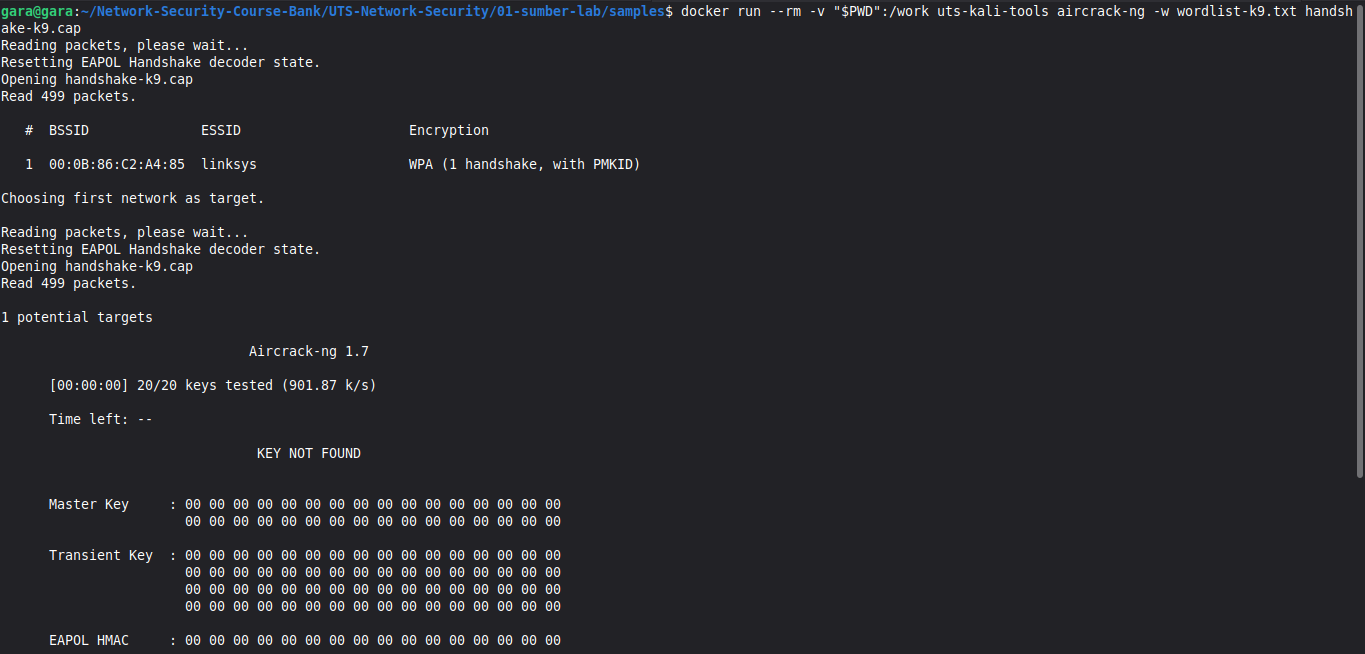 gara@gara:~/Network-Security-Course-Bank/UTS-Network-Security/01-sumber-lab/samples$ docker run --rm -v "$PWD":/work uts-kali-tools aircrack-ng -w wordlist-k9.txt handsh
ake-k9.cap
Reading packets, please wait...
Resetting EAPOL Handshake decoder state.
Opening handshake-k9.cap
Read 499 packets.
   #  BSSID              ESSID                     Encryption
   1  00:0B:86:C2:A4:85  linksys                   WPA (1 handshake, with PMKID)
Choosing first network as target.
Reading packets, please wait...
Resetting EAPOL Handshake decoder state.
Opening handshake-k9.cap
Read 499 packets.
1 potential targets
                               Aircrack-ng 1.7
      [00:00:00] 20/20 keys tested (901.87 k/s)
      Time left: --
                                KEY NOT FOUND
      Master Key     : 00 00 00 00 00 00 00 00 00 00 00 00 00 00 00 00
                       00 00 00 00 00 00 00 00 00 00 00 00 00 00 00 00
      Transient Key  : 00 00 00 00 00 00 00 00 00 00 00 00 00 00 00 00
                       00 00 00 00 00 00 00 00 00 00 00 00 00 00 00 00
                       00 00 00 00 00 00 00 00 00 00 00 00 00 00 00 00
                       00 00 00 00 00 00 00 00 00 00 00 00 00 00 00 00
      EAPOL HMAC     : 00 00 00 00 00 00 00 00 00 00 00 00 00 00 00 00